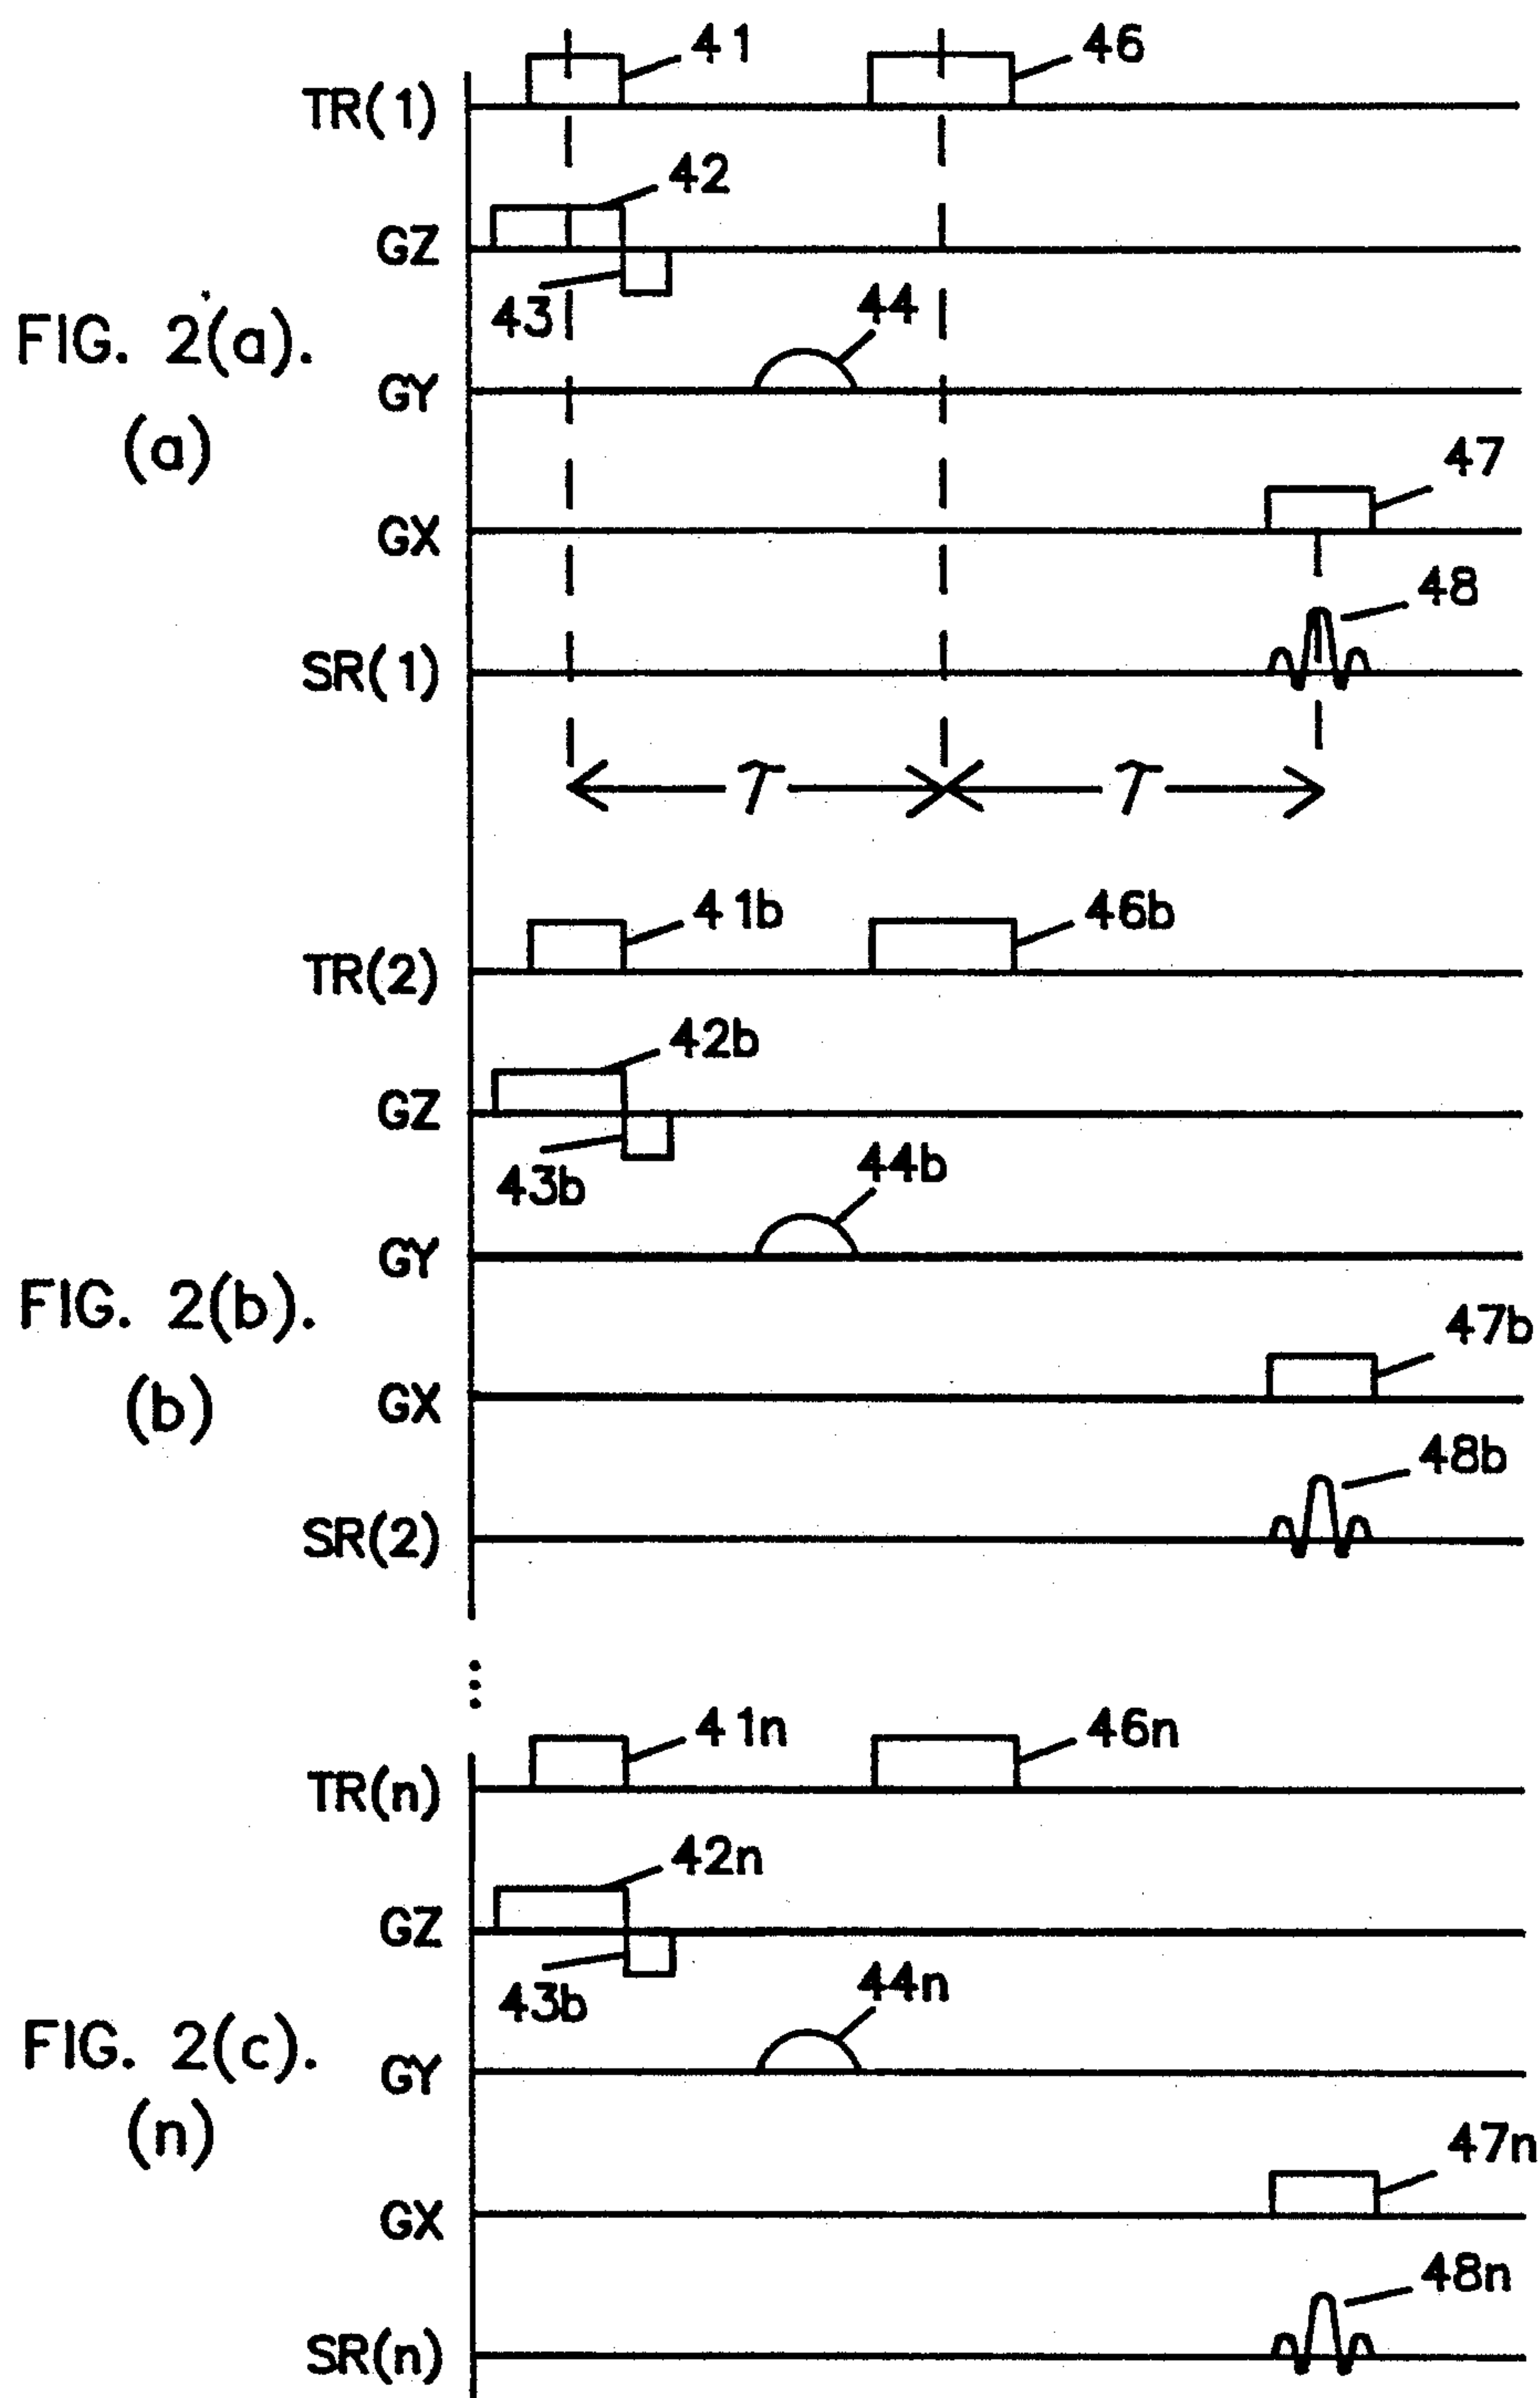 41
46
TR(1)
42
GZ
43
44
FIG. 2(a).
GY
(a)
47
GX
48
SR(1)
τ
τ
41b
46b
TR(2)
42b
GZ
43b
44b
GY
FIG. 2(b).
47b
(b)
GX
48b
SR(2)
⋮
41n
46n
TR(n)
42n
GZ
43b
44n
FIG. 2(c).
GY
(n)
47n
GX
48n
SR(n)